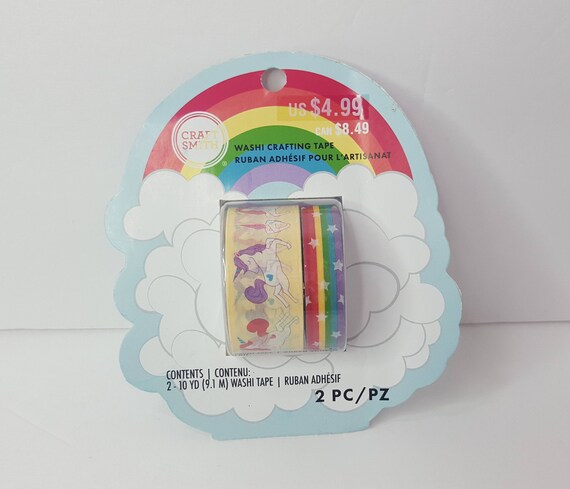 US $4.99
CAN $8.49
CRAFT
SMITH
WASHI CRAFTING TAPE
RUBAN ADHÉSIF POUR L'ARTISANAT
CONTENTS | CONTENU:
2 - 10 YD (9.1 M) WASHI TAPE | RUBAN ADHÉSIF
2 PC/PZ